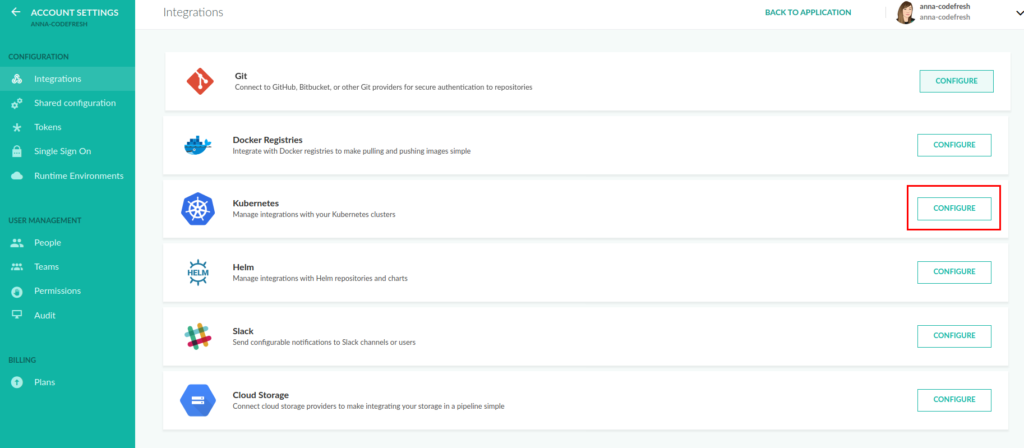 ACCOUNT SETTINGS
ANNA-CODEFRESH
CONFIGURATION
Integrations
Shared configuration
Tokens
Single Sign On
Runtime Environments
USER MANAGEMENT
People
Teams
Permissions
Audit
BILLING
Plans
Integrations
BACK TO APPLICATION
anna-codefresh
anna-codefresh
Git
Connect to GitHub, Bitbucket, or other Git providers for secure authentication to repositories
CONFIGURE
Docker Registries
Integrate with Docker registries to make pulling and pushing images simple
CONFIGURE
Kubernetes
Manage integrations with your Kubernetes clusters
CONFIGURE
HELM
Helm
Manage integrations with Helm repositories and charts
CONFIGURE
Slack
Send configurable notifications to Slack channels or users
CONFIGURE
Cloud Storage
Connect cloud storage providers to make integrating your storage in a pipeline simple
CONFIGURE